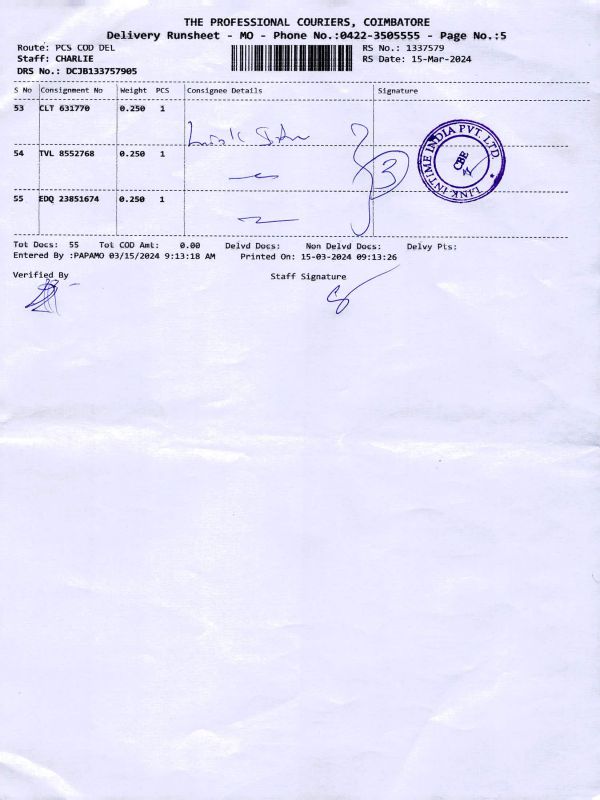 THE PROFESSIONAL COURIERS, COIMBATORE
Delivery Runsheet - MO - Phone No.:0422-3505555 - Page No.:5
Route: PCS COD DEL RS No.: 1337579
Staff: CHARLIE RS Date: 15-Mar-2024
DRS No.: DCJB133757905
S No Consignment No Weight PCS Consignee Details Signature
53 CLT 631770 0.250 1
54 TVL 8552768 0.250 1
3
LINK INTIME INDIA PVT. LTD.
CBE
55 EDQ 23851674 0.250 1
Tot Docs: 55 Tot COD Amt: 0.00 Delvd Docs: Non Delvd Docs: Delvy Pts:
Entered By :PAPAMO 03/15/2024 9:13:18 AM Printed On: 15-03-2024 09:13:26
Verified By Staff Signature